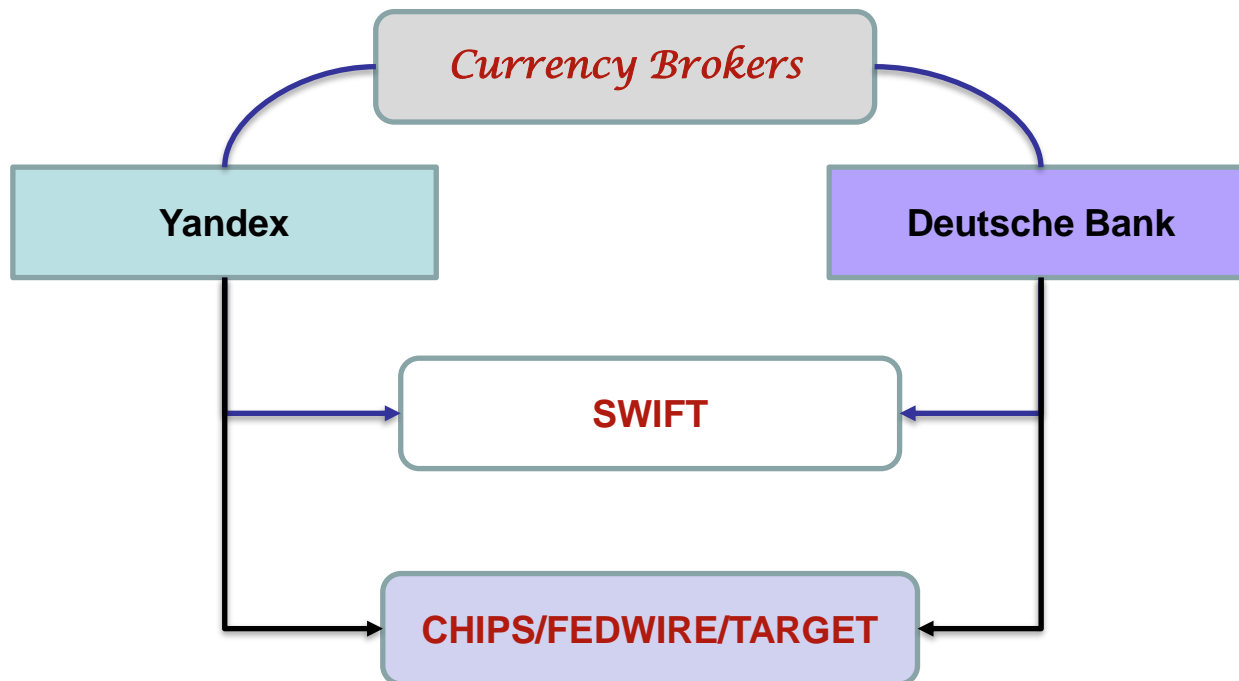 Currency Brokers
Yandex
Deutsche Bank
SWIFT
CHIPS/FEDWIRE/TARGET